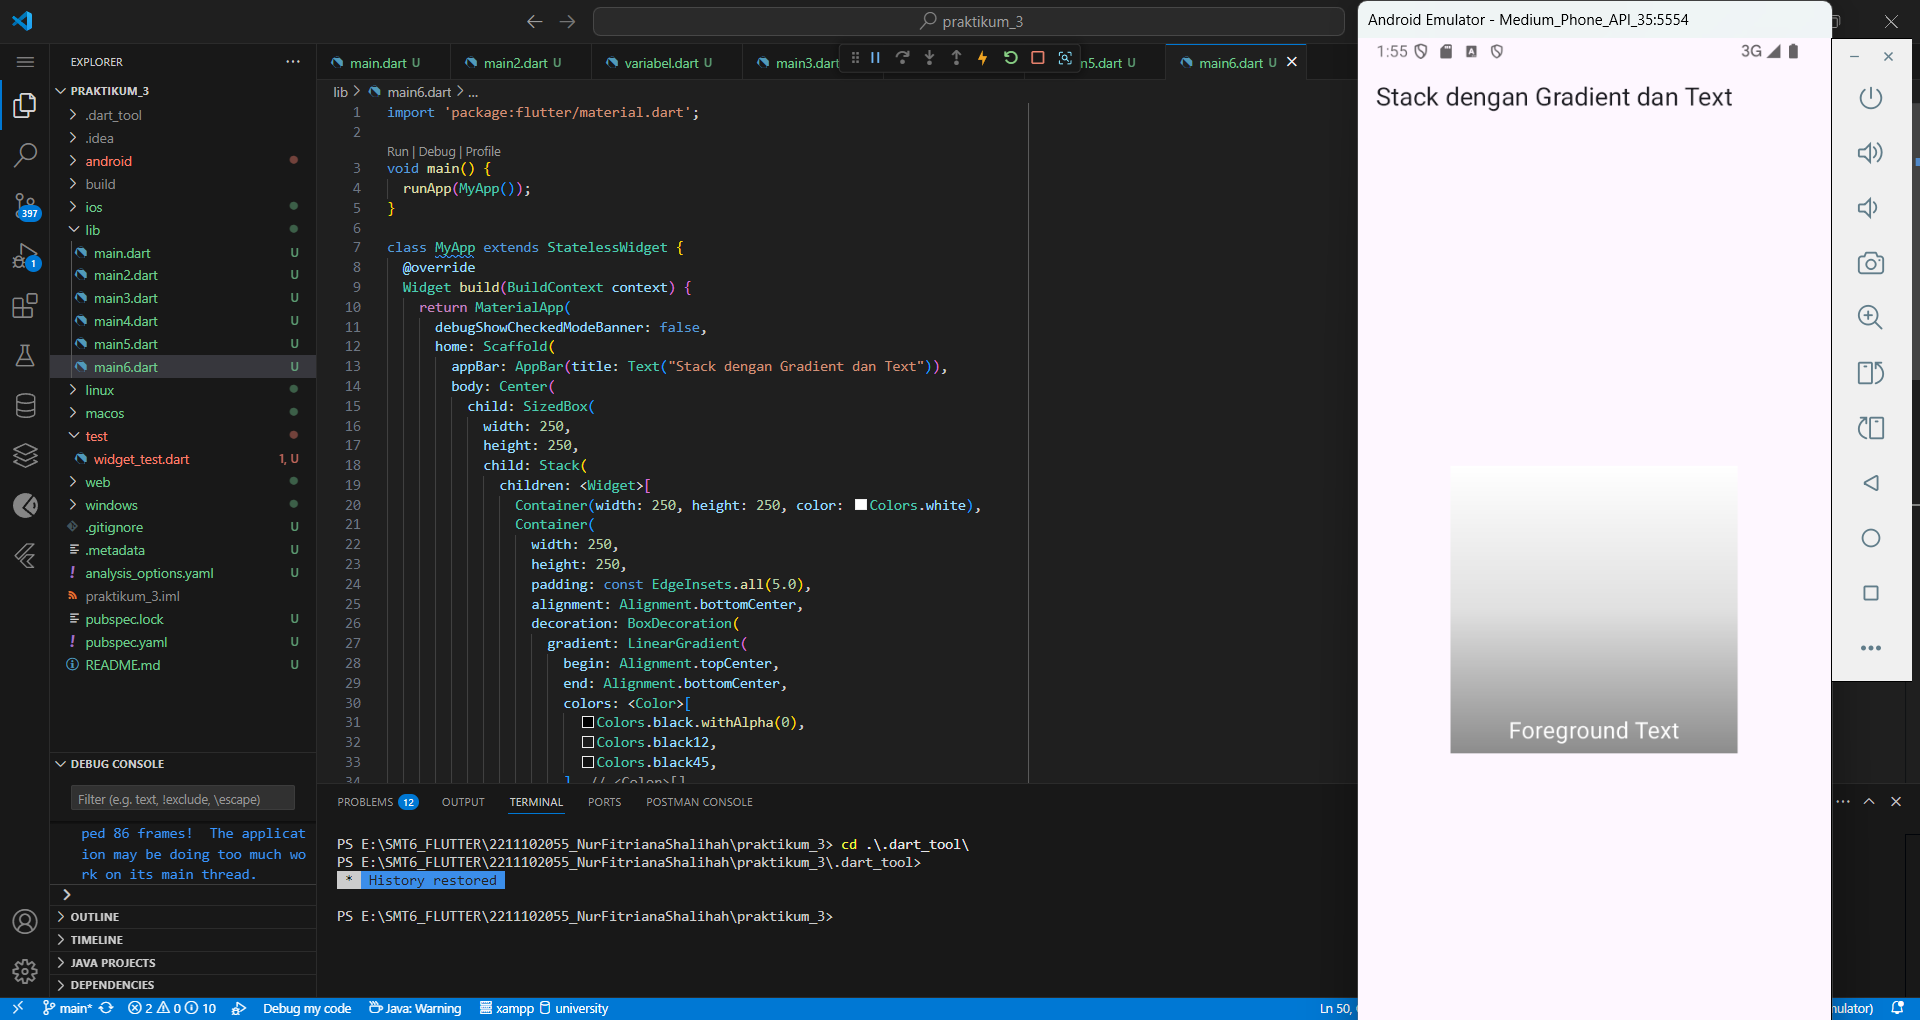 praktikum_3
EXPLORER
PRAKTIKUM_3
.dart_tool
.idea
android
build
ios
lib
main.dart U
main2.dart U
main3.dart U
main4.dart U
main5.dart U
main6.dart U
linux
macos
test
widget_test.dart 1, U
web
windows
.gitignore U
.metadata U
analysis_options.yaml U
praktikum_3.iml
pubspec.lock U
pubspec.yaml U
README.md U
397
1
DEBUG CONSOLE
Filter (e.g. text, !exclude, \escape)
ped 86 frames!  The applicat
ion may be doing too much wo
rk on its main thread.
OUTLINE
TIMELINE
JAVA PROJECTS
DEPENDENCIES
main.dart U
main2.dart U
variabel.dart U
main3.dart
n5.dart U
main6.dart U
lib > main6.dart > ...
1 import 'package:flutter/material.dart';
2
Run | Debug | Profile
3 void main() {
4 runApp(MyApp());
5 }
6
7 class MyApp extends StatelessWidget {
8 @override
9 Widget build(BuildContext context) {
10 return MaterialApp(
11 debugShowCheckedModeBanner: false,
12 home: Scaffold(
13 appBar: AppBar(title: Text("Stack dengan Gradient dan Text")),
14 body: Center(
15 child: SizedBox(
16 width: 250,
17 height: 250,
18 child: Stack(
19 children: <Widget>[
20 Container(width: 250, height: 250, color: Colors.white),
21 Container(
22 width: 250,
23 height: 250,
24 padding: const EdgeInsets.all(5.0),
25 alignment: Alignment.bottomCenter,
26 decoration: BoxDecoration(
27 gradient: LinearGradient(
28 begin: Alignment.topCenter,
29 end: Alignment.bottomCenter,
30 colors: <Color>[
31 Colors.black.withAlpha(0),
32 Colors.black12,
33 Colors.black45,
34 ], // <Color>[]
PROBLEMS 12 OUTPUT TERMINAL PORTS POSTMAN CONSOLE
PS E:\SMT6_FLUTTER\2211102055_NurFitrianaShalihah\praktikum_3> cd .\.dart_tool\
PS E:\SMT6_FLUTTER\2211102055_NurFitrianaShalihah\praktikum_3\.dart_tool>
* History restored
PS E:\SMT6_FLUTTER\2211102055_NurFitrianaShalihah\praktikum_3>
main* 2 0 10 Debug my code Java: Warning xampp university Ln 50,
Android Emulator - Medium_Phone_API_35:5554
1:55 A 3G
Stack dengan Gradient dan Text
Foreground Text
nulator)